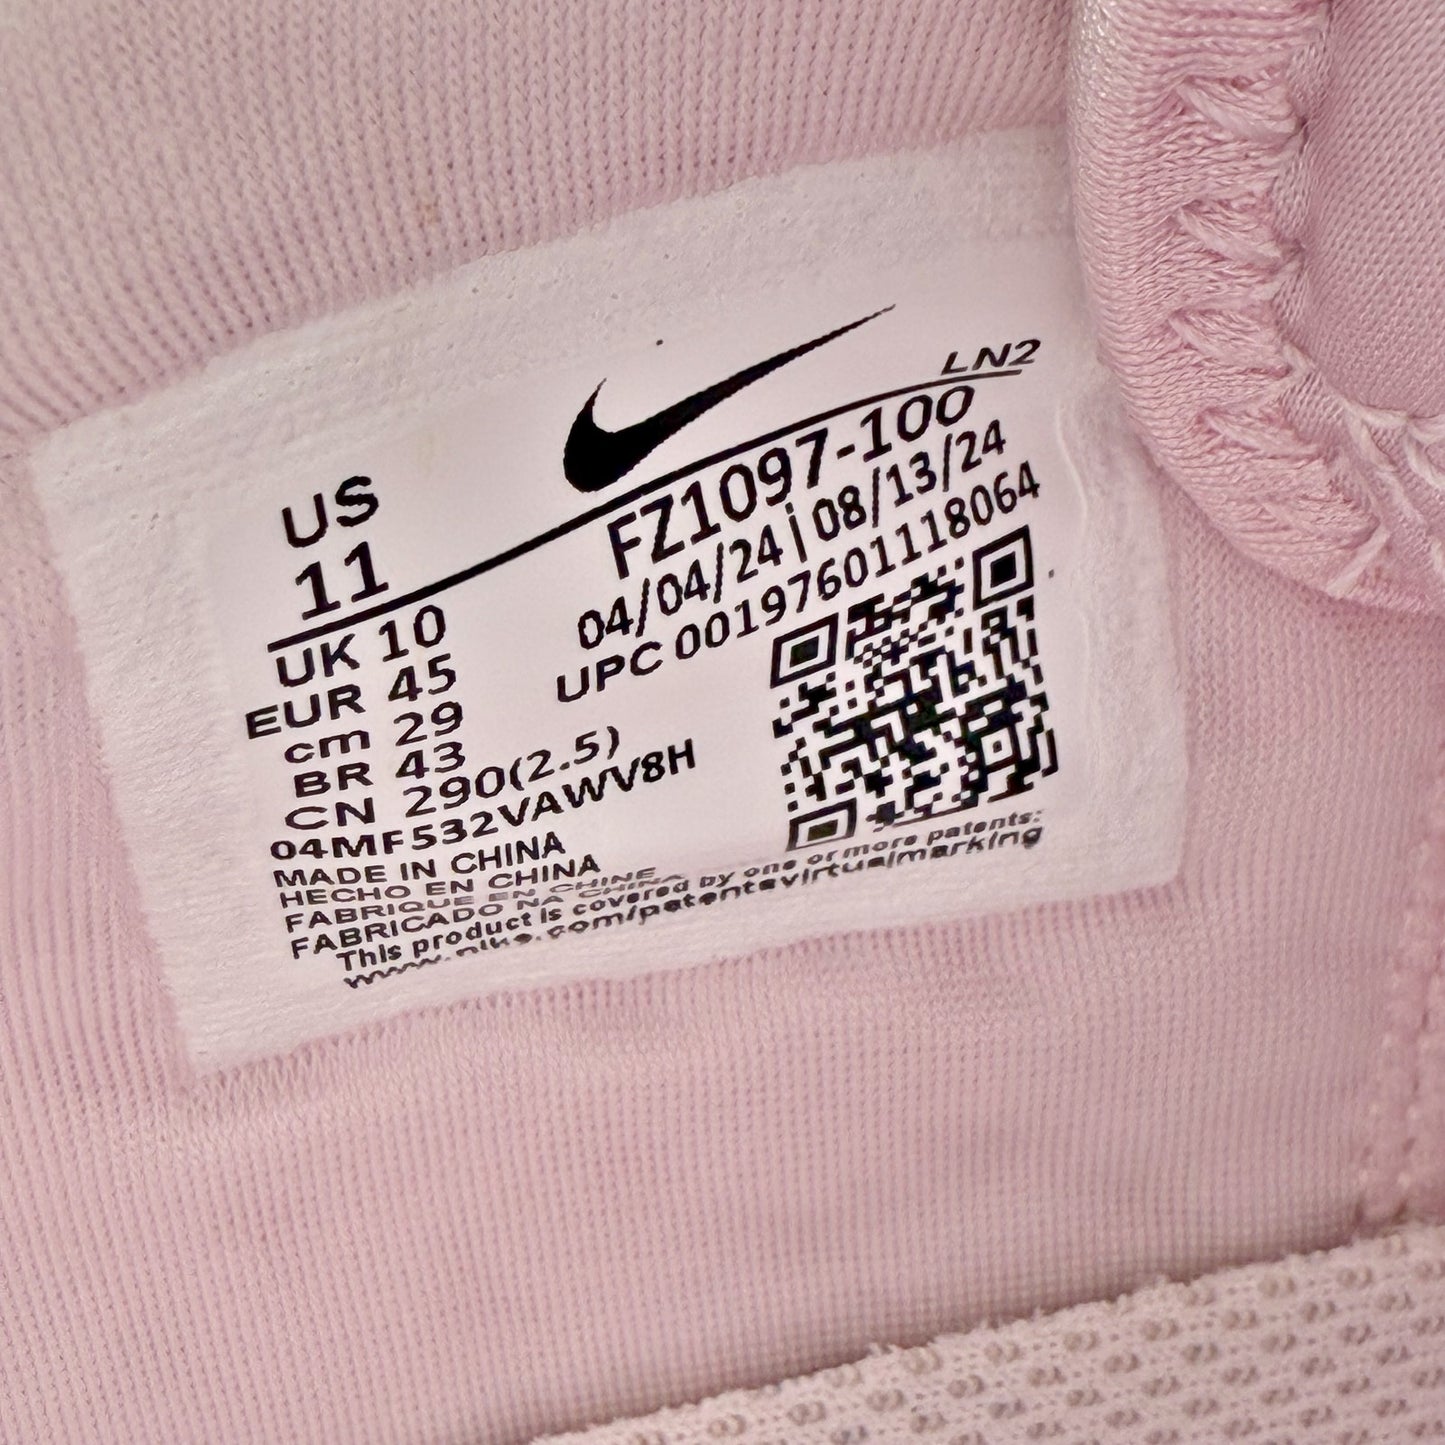 LN2
US
11
FZ1097-100
04/04/24 | 08/13/24
UPC 00197601118064
UK 10
EUR 45
cm 29
BR 43
CN 290(2.5)
04MF532VAWV8H
MADE IN CHINA
HECHO EN CHINA
FABRIQUE EN CHINE
FABRICADO NA CHINA
This product is covered by one or more patents:
www.nike.com/patentsvirtualmarking